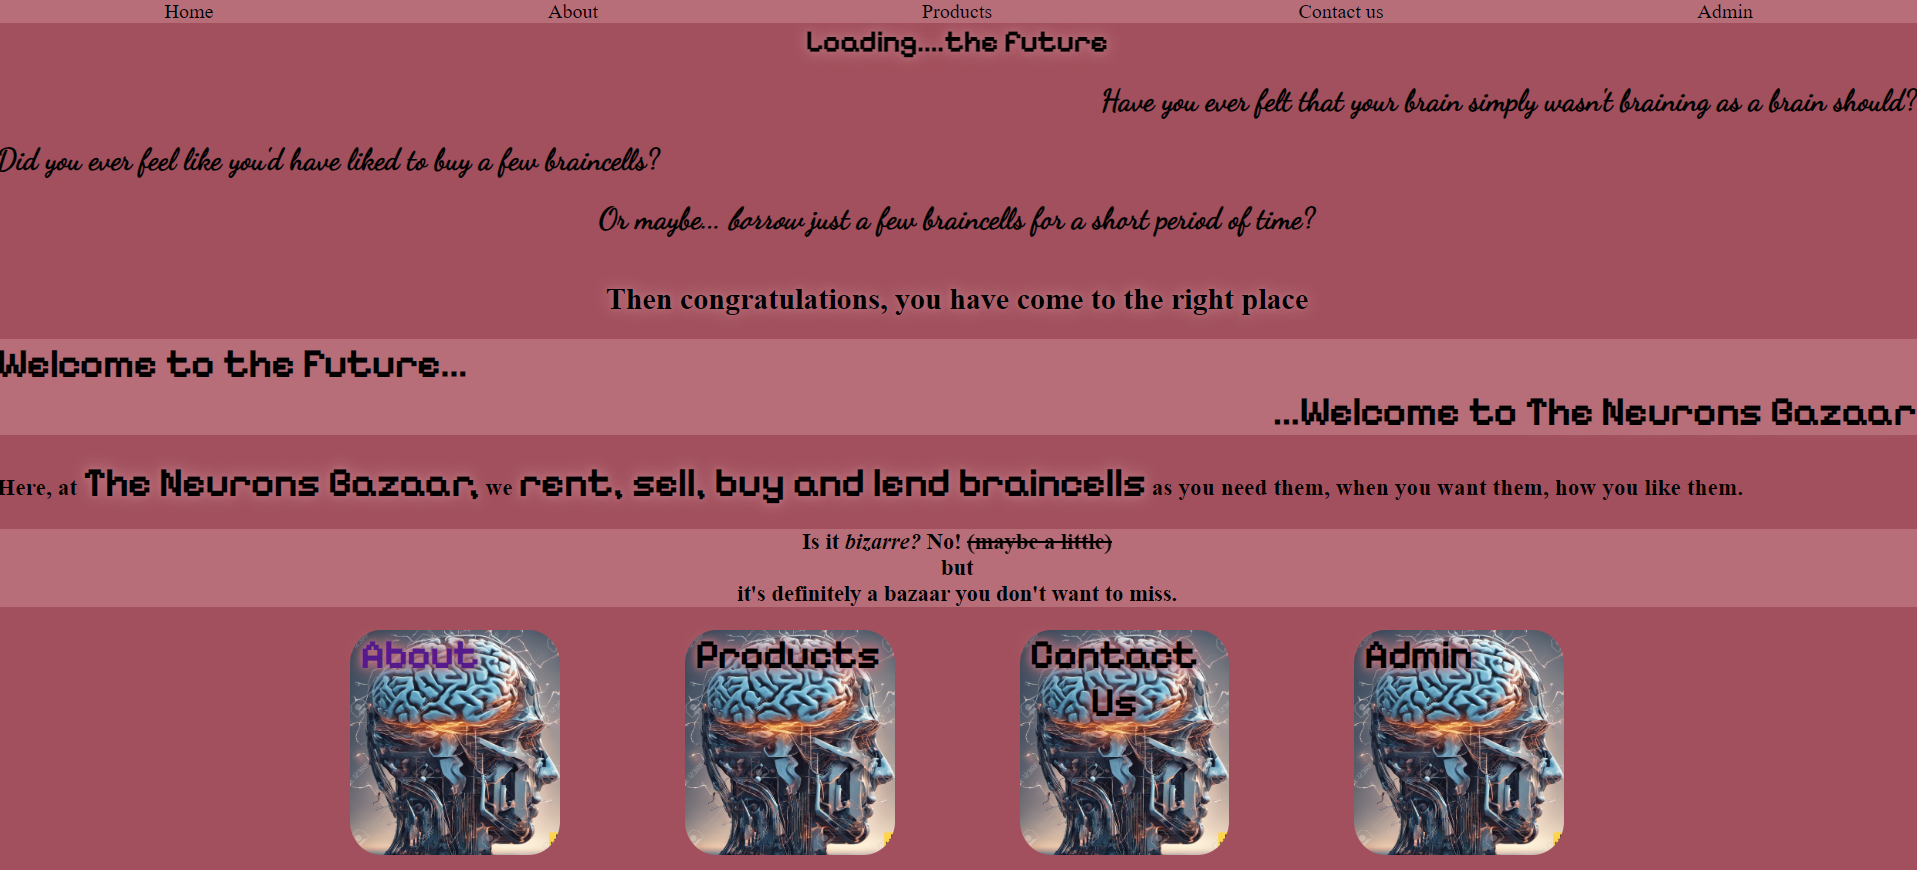 Home About Products Contact us Admin
Loading....the Future
Have you ever felt that your brain simply wasn't braining as a brain should?
Did you ever feel like you'd have liked to buy a few braincells?
Or maybe... borrow just a few braincells for a short period of time?
Then congratulations, you have come to the right place
Welcome to the Future...
...Welcome to The Neurons Bazaar
Here, at The Neurons Bazaar, we rent, sell, buy and lend braincells as you need them, when you want them, how you like them.
Is it bizarre? No! (maybe a little)
but
it's definitely a bazaar you don't want to miss.
About Products Contact Admin
Us